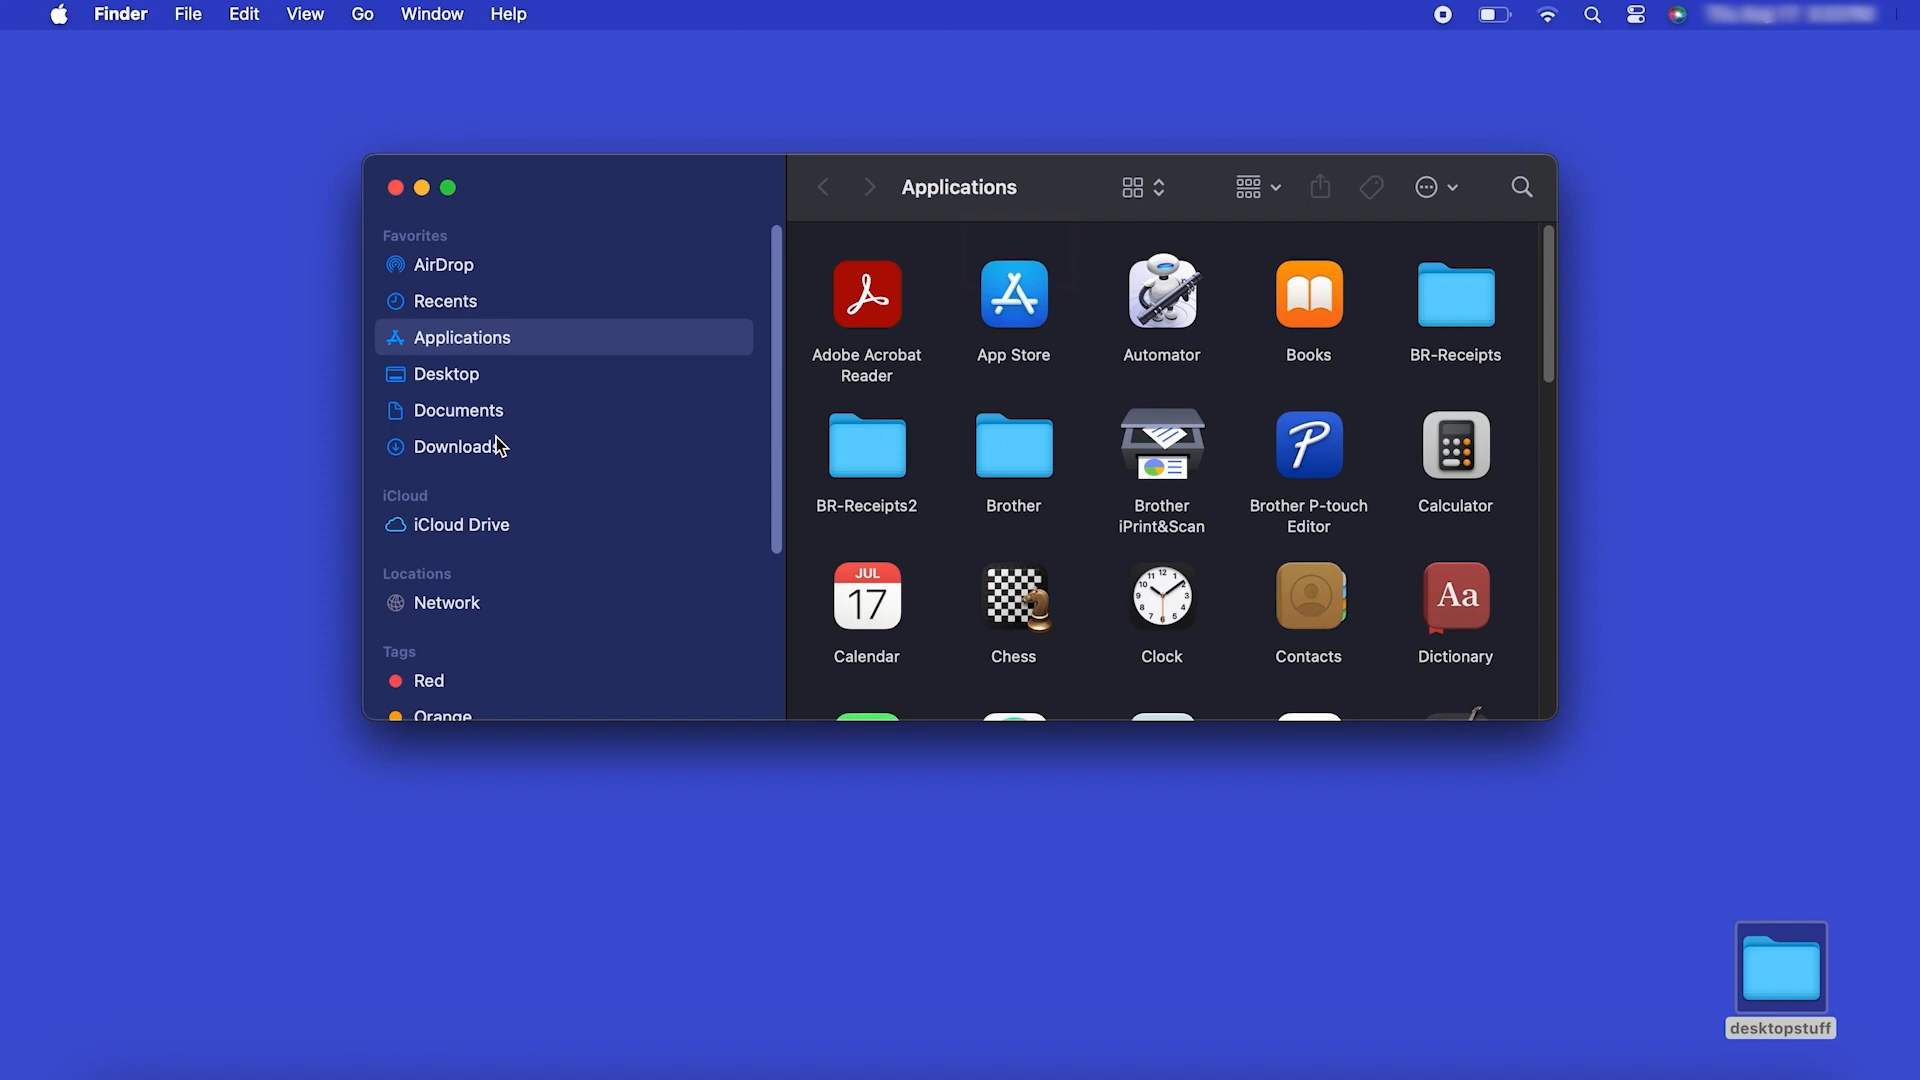 Finder File Edit View Go Window Help
Applications
Favorites
AirDrop
Recents
Applications
Desktop
Documents
Downloads
iCloud
iCloud Drive
Locations
Network
Tags
Red
Orange
Adobe Acrobat
Reader
App Store
Automator
Books
BR-Receipts
BR-Receipts2
Brother
Brother
iPrint&Scan
Brother P-touch
Editor
Calculator
JUL
17
Calendar
Chess
Clock
Contacts
Aa
Dictionary
desktopstuff